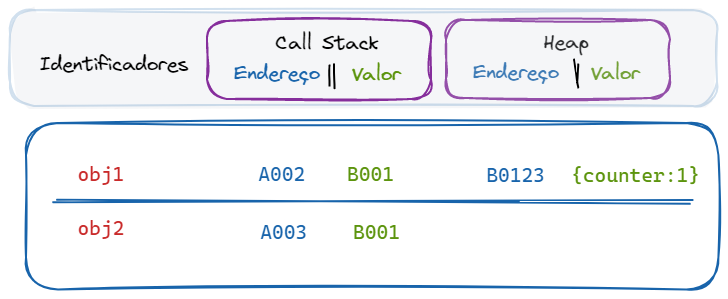 Identificadores
Call Stack
Endereço || Valor
Heap
Endereço | Valor
obj1 A002 B001 B0123 {counter:1}
obj2 A003 B001